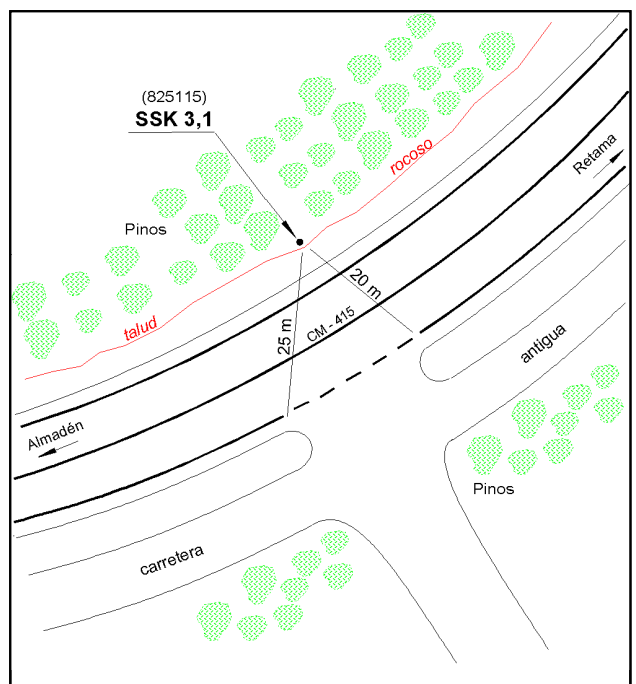 (825115)
SSK 3,1
rocoso
Retama
Pinos
20 m
talud
25 m
CM - 415
antigua
Almadén
Pinos
carretera